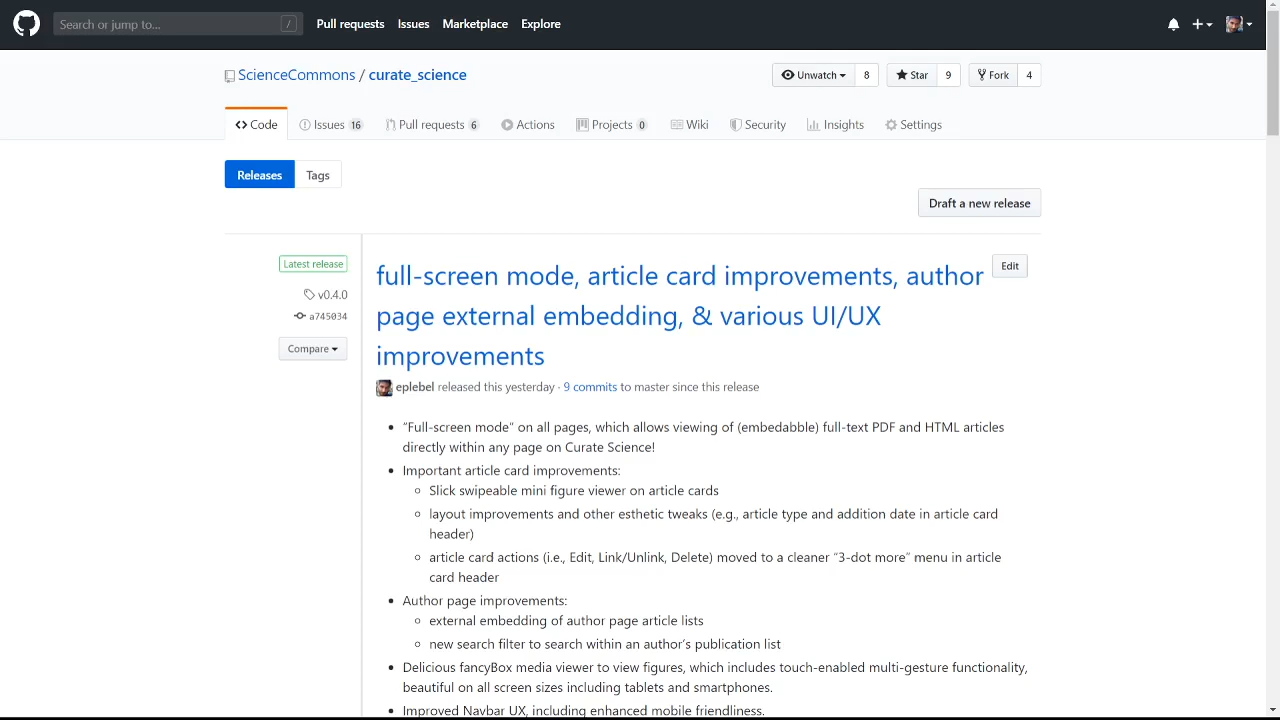 Search or jump to...
/
Pull requests
Issues
Marketplace
Explore
ScienceCommons / curate_science
Unwatch
8
Star
9
Fork
4
Code
Issues 16
Pull requests 6
Actions
Projects 0
Wiki
Security
Insights
Settings
Releases
Tags
Draft a new release
Latest release
v0.4.0
a745034
Compare
full-screen mode, article card improvements, author
page external embedding, & various UI/UX
improvements
Edit
eplebel released this yesterday · 9 commits to master since this release
• “Full-screen mode” on all pages, which allows viewing of (embedabble) full-text PDF and HTML articles
directly within any page on Curate Science!
• Important article card improvements:
◦ Slick swipeable mini figure viewer on article cards
◦ layout improvements and other esthetic tweaks (e.g., article type and addition date in article card
header)
◦ article card actions (i.e., Edit, Link/Unlink, Delete) moved to a cleaner “3-dot more” menu in article
card header
• Author page improvements:
◦ external embedding of author page article lists
◦ new search filter to search within an author’s publication list
• Delicious fancyBox media viewer to view figures, which includes touch-enabled multi-gesture functionality,
beautiful on all screen sizes including tablets and smartphones.
• Improved Navbar UX, including enhanced mobile friendliness.